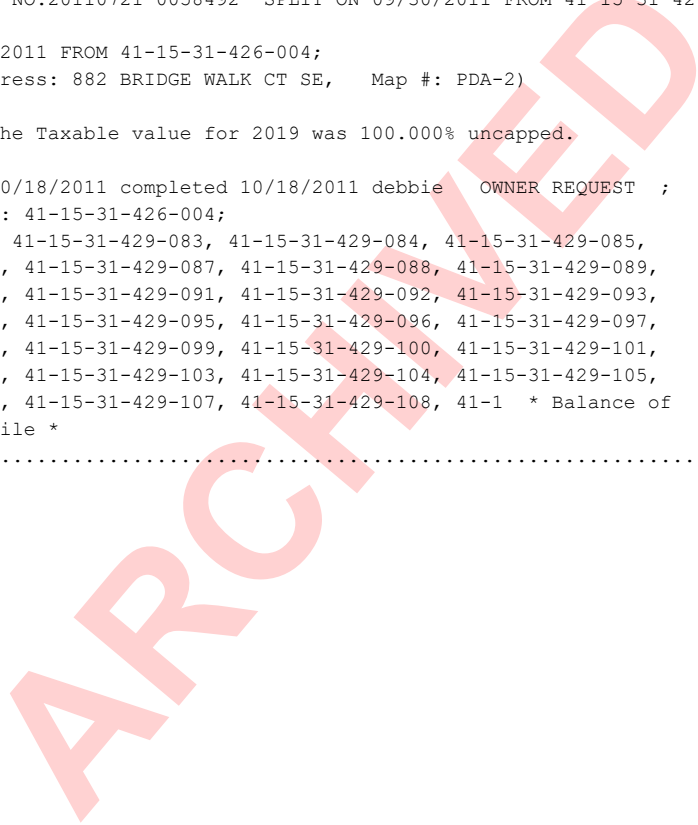 NO.20110721 0058492 SPLIT ON 09/30/2011 FROM 41-15-31-42
2011 FROM 41-15-31-426-004;
ress: 882 BRIDGE WALK CT SE, Map #: PDA-2)
he Taxable value for 2019 was 100.000% uncapped.
0/18/2011 completed 10/18/2011 debbie OWNER REQUEST ;
: 41-15-31-426-004;
41-15-31-429-083, 41-15-31-429-084, 41-15-31-429-085,
, 41-15-31-429-087, 41-15-31-429-088, 41-15-31-429-089,
, 41-15-31-429-091, 41-15-31-429-092, 41-15-31-429-093,
, 41-15-31-429-095, 41-15-31-429-096, 41-15-31-429-097,
, 41-15-31-429-099, 41-15-31-429-100, 41-15-31-429-101,
, 41-15-31-429-103, 41-15-31-429-104, 41-15-31-429-105,
, 41-15-31-429-107, 41-15-31-429-108, 41-1 * Balance of
ile *
.........................................................
ARCHIVED